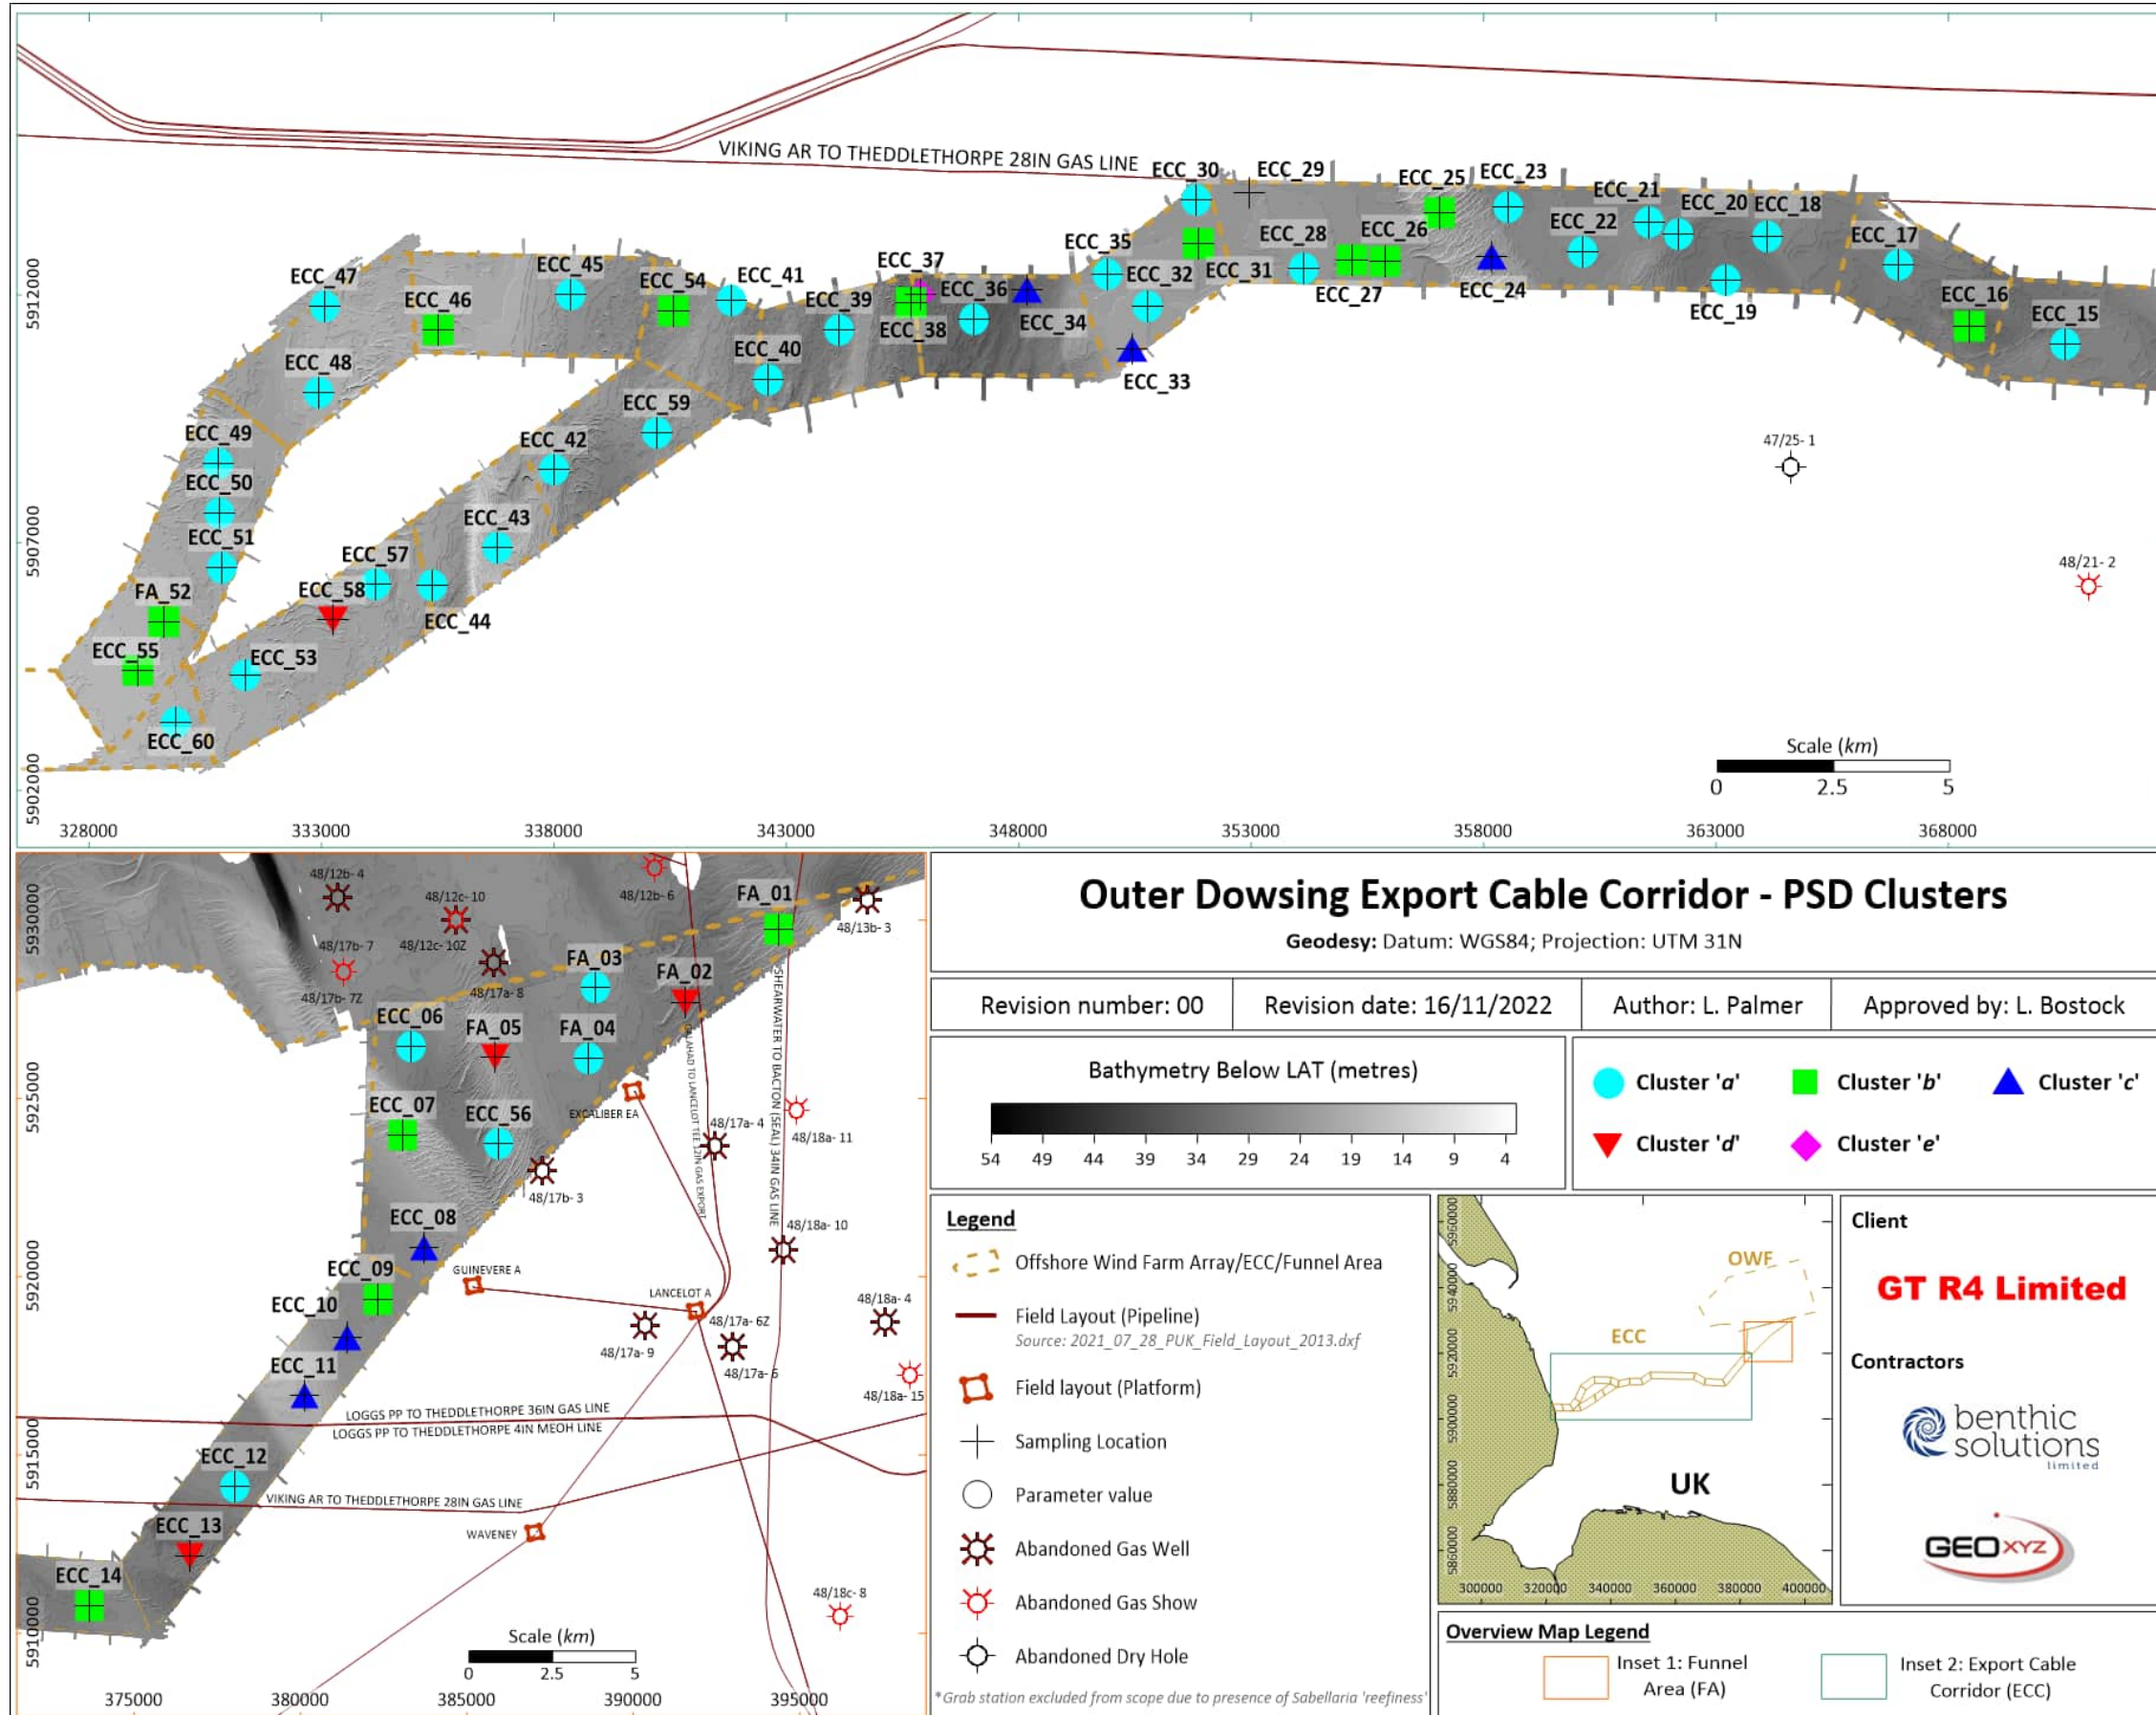 VIKING AR TO THEDDLETHORPE 28IN GAS LINE
ECC_30
ECC_29
ECC_25
ECC_23
ECC_21
ECC_20
ECC_18
ECC_22
ECC_26
ECC_28
ECC_35
ECC_17
ECC_37
ECC_32
ECC_31
ECC_47
ECC_45
ECC_54
ECC_41
ECC_46
ECC_39
ECC_36
ECC_27
ECC_24
ECC_19
ECC_16
ECC_15
ECC_38
ECC_34
ECC_40
ECC_33
ECC_48
ECC_59
ECC_49
ECC_42
ECC_50
ECC_43
ECC_51
ECC_57
FA_52
ECC_58
ECC_44
ECC_55
ECC_53
ECC_60
47/25- 1
48/21- 2
5912000
5907000
5902000
Scale (km)
0 2.5 5
328000 333000 338000 343000 348000 353000 358000 363000 368000
48/12b- 4
48/12c- 10
48/12b- 6
FA_01
48/13b- 3
48/17b- 7
48/12c- 10Z
48/17b- 7Z
48/17a- 8
FA_03
FA_02
ECC_06
FA_05
FA_04
ECC_07
ECC_56
EXCALIBER EA
48/17a- 4
48/18a- 11
48/17b- 3
SHEARWATER TO BACTON (SEAL) 34IN GAS LINE
ECC_08
48/18a- 10
ECC_09
GUINEVERE A
LANCELOT A
ECC_10
48/17a- 6Z
48/18a- 4
48/17a- 9
ECC_11
48/18a- 15
LOGGS PP TO THEDDLETHORPE 36IN GAS LINE
LOGGS PP TO THEDDLETHORPE 4IN MEOH LINE
ECC_12
VIKING AR TO THEDDLETHORPE 28IN GAS LINE
ECC_13
WAVENEY
ECC_14
48/18c- 8
5930000
5925000
5920000
5915000
5910000
Scale (km)
0 2.5 5
375000 380000 385000 390000 395000
Outer Dowsing Export Cable Corridor - PSD Clusters
Geodesy: Datum: WGS84; Projection: UTM 31N
Revision number: 00
Revision date: 16/11/2022
Author: L. Palmer
Approved by: L. Bostock
Bathymetry Below LAT (metres)
54 49 44 39 34 29 24 19 14 9 4
Cluster 'a'
Cluster 'b'
Cluster 'c'
Cluster 'd'
Cluster 'e'
Legend
Offshore Wind Farm Array/ECC/Funnel Area
Field Layout (Pipeline)
Source: 2021_07_28_PUK_Field_Layout_2013.dxf
Field layout (Platform)
Sampling Location
Parameter value
Abandoned Gas Well
Abandoned Gas Show
Abandoned Dry Hole
*Grab station excluded from scope due to presence of Sabellaria 'reefiness'
OWF
ECC
UK
5960000
5940000
5920000
5900000
5880000
5860000
300000 320000 340000 360000 380000 400000
Client
GT R4 Limited
Contractors
benthic
solutions
limited
GEOXYZ
Overview Map Legend
Inset 1: Funnel
Area (FA)
Inset 2: Export Cable
Corridor (ECC)